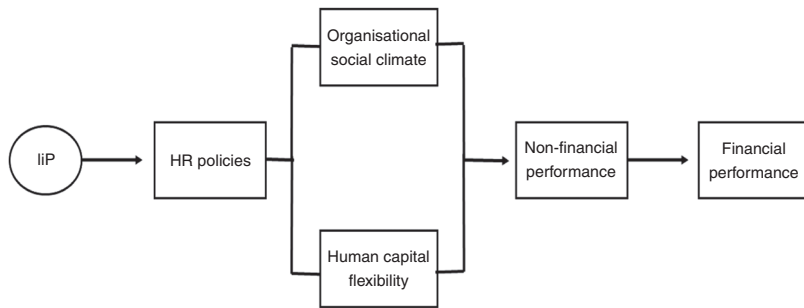 Organisational
social climate
IiP
HR policies
Non-financial
performance
Financial
performance
Human capital
flexibility